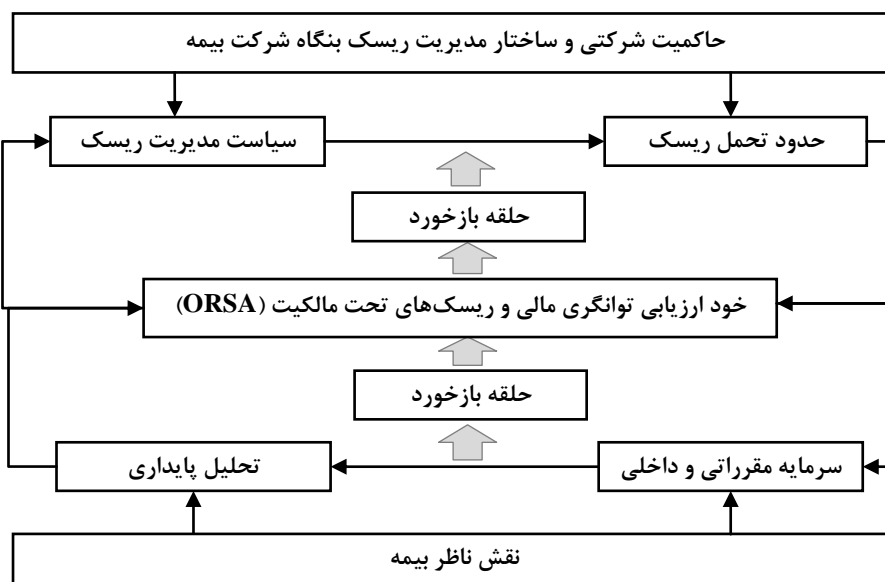 حاکمیت شرکتی و ساختار مدیریت ریسک بنگاه شرکت بیمه
حدود تحمل ریسک
سیاست مدیریت ریسک
حلقه بازخورد
خود ارزیابی توانگری مالی و ریسک‌های تحت مالکیت (ORSA)
حلقه بازخورد
سرمایه مقرراتی و داخلی
تحلیل پایداری
نقش ناظر بیمه